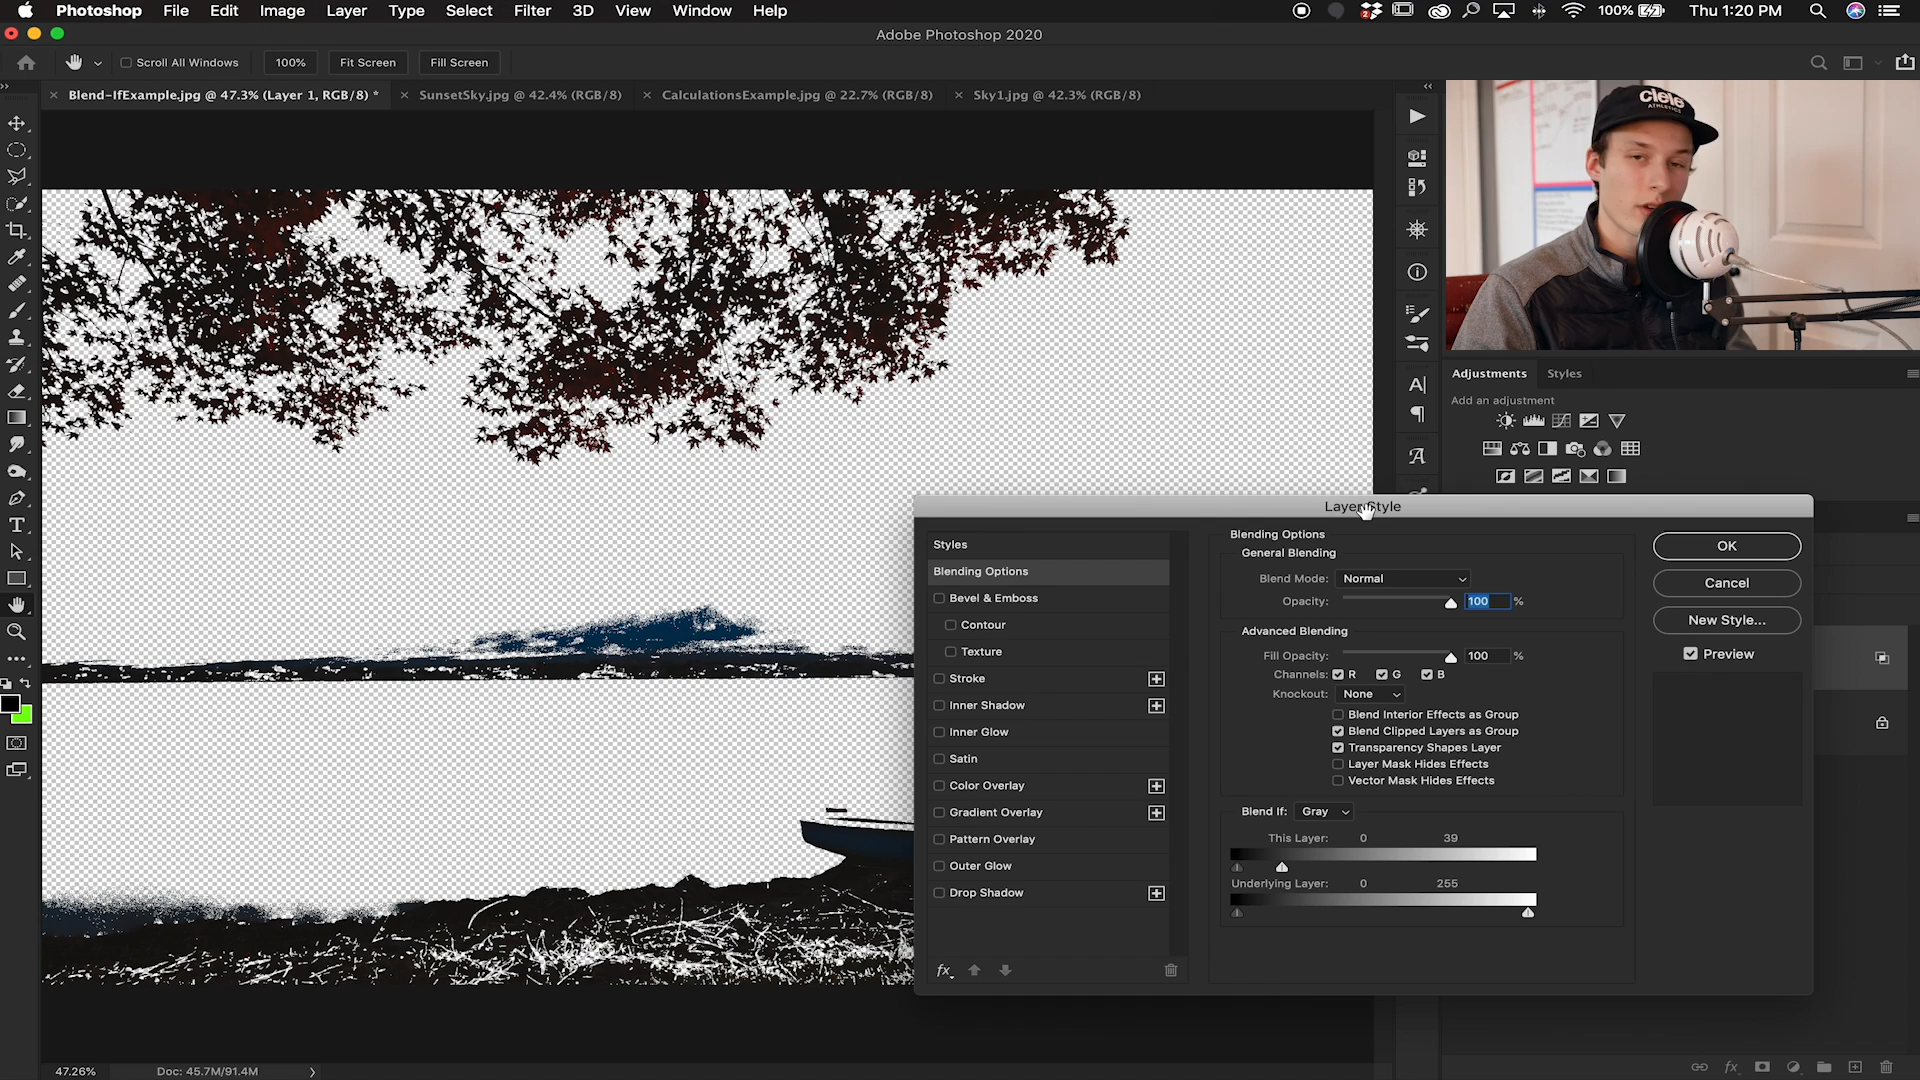 Photoshop File Edit Image Layer Type Select Filter 3D View Window Help
2 100% Thu 1:20 PM
Adobe Photoshop 2020
Scroll All Windows 100% Fit Screen Fill Screen
Blend-IfExample.jpg @ 47.3% (Layer 1, RGB/8) * SunsetSky.jpg @ 42.4% (RGB/8) CalculationsExample.jpg @ 22.7% (RGB/8) Sky1.jpg @ 42.3% (RGB/8)
ciele
ATHLETICS
Adjustments Styles
Add an adjustment
Layer Style
Styles
Blending Options
Bevel & Emboss
Contour
Texture
Stroke
Inner Shadow
Inner Glow
Satin
Color Overlay
Gradient Overlay
Pattern Overlay
Outer Glow
Drop Shadow
fx
Blending Options
General Blending
Blend Mode: Normal
Opacity: 100 %
Advanced Blending
Fill Opacity: 100 %
Channels: R G B
Knockout: None
Blend Interior Effects as Group
Blend Clipped Layers as Group
Transparency Shapes Layer
Layer Mask Hides Effects
Vector Mask Hides Effects
Blend If: Gray
This Layer: 0 39
Underlying Layer: 0 255
OK
Cancel
New Style...
Preview
47.26% Doc: 45.7M/91.4M
fx